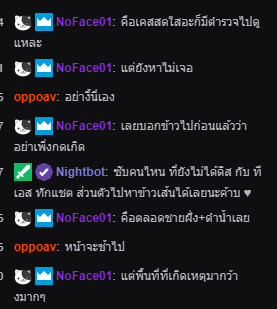 4 NoFace01: คือเคสสดใสอะก็มีตำรวจไปดู
แหละ
1 NoFace01: แต่ยังหาไม่เจอ
5 oppoav: อย่างี้นี่เอง
7 NoFace01: เลยบอกข้าวไปก่อนแล้วว่า
อย่าเพิ่งกดเกิด
7 Nightbot: ซับคนไหน ที่ยังไม่ได้ดิส กับ ที
เอส ทักแชต ส่วนตัวไปหาข้าวเส้นได้เลยนะค้าบ ♥
5 NoFace01: คือตลอดชายฝั่ง+ดำน้ำเลย
5 oppoav: หน้าจะช้าไป
0 NoFace01: แต่พื้นที่ที่เกิดเหตุมากว้
างมากๆ